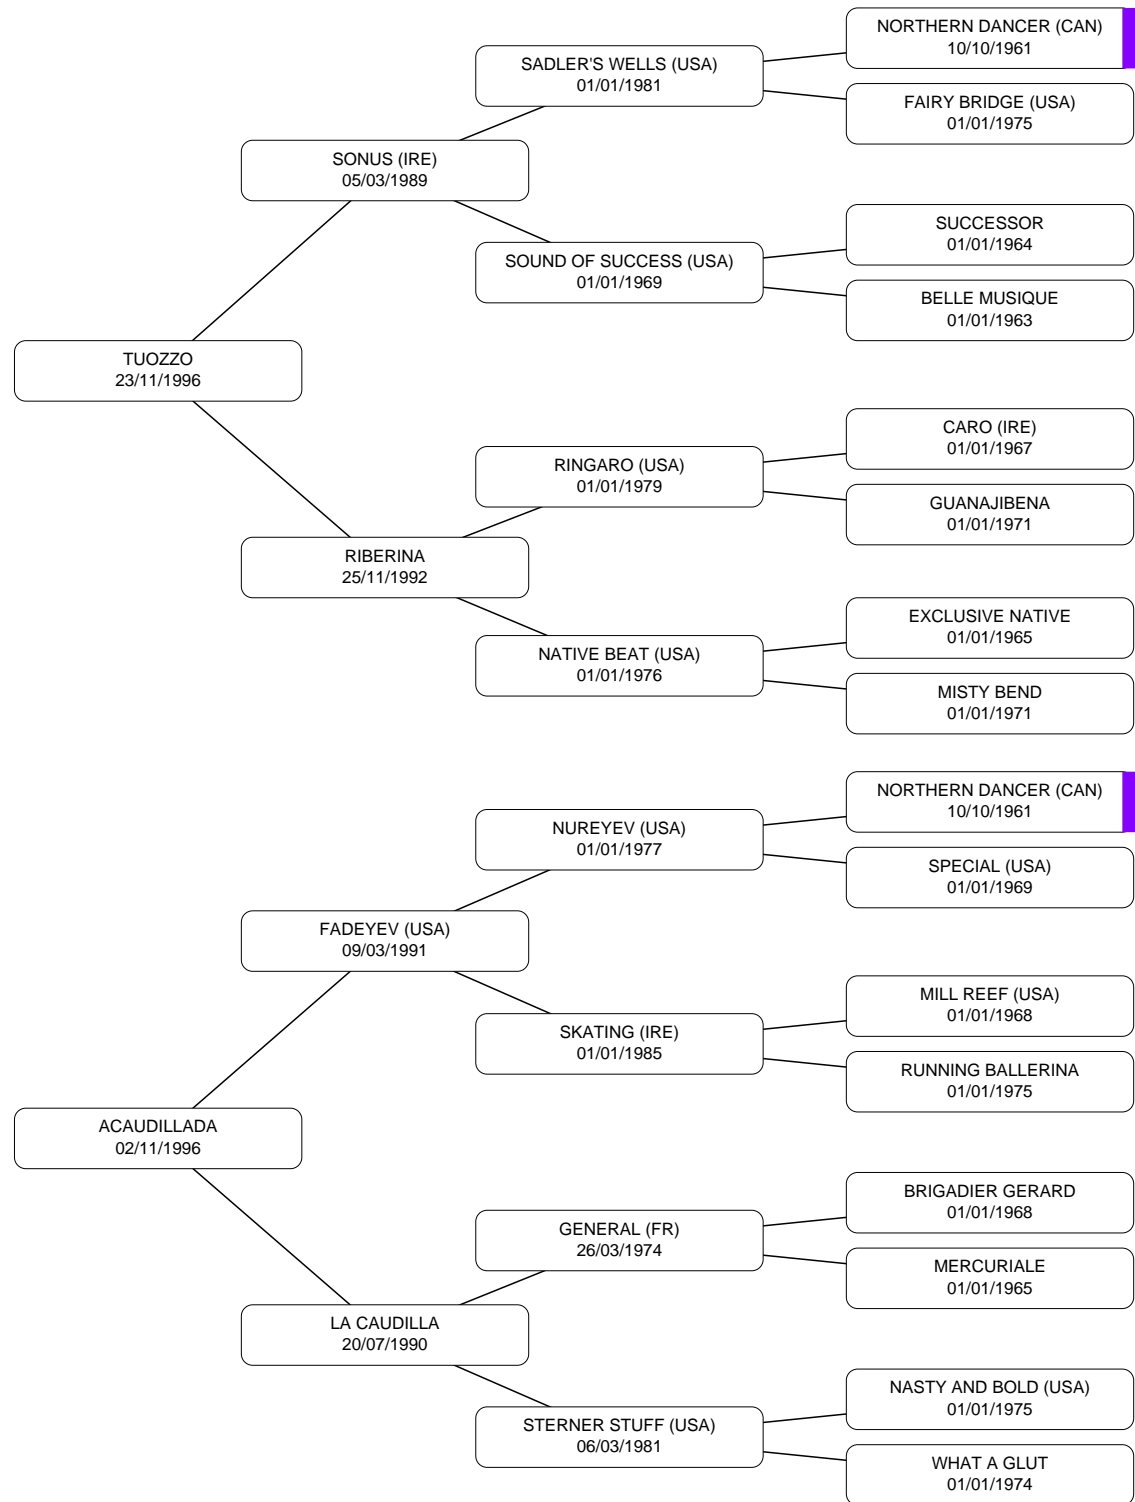 NORTHERN DANCER (CAN)
10/10/1961
SADLER'S WELLS (USA)
01/01/1981
FAIRY BRIDGE (USA)
01/01/1975
SONUS (IRE)
05/03/1989
SUCCESSOR
01/01/1964
SOUND OF SUCCESS (USA)
01/01/1969
BELLE MUSIQUE
01/01/1963
TUOZZO
23/11/1996
CARO (IRE)
01/01/1967
RINGARO (USA)
01/01/1979
GUANAJIBENA
01/01/1971
RIBERINA
25/11/1992
EXCLUSIVE NATIVE
01/01/1965
NATIVE BEAT (USA)
01/01/1976
MISTY BEND
01/01/1971
NORTHERN DANCER (CAN)
10/10/1961
NUREYEV (USA)
01/01/1977
SPECIAL (USA)
01/01/1969
FADEYEV (USA)
09/03/1991
MILL REEF (USA)
01/01/1968
SKATING (IRE)
01/01/1985
RUNNING BALLERINA
01/01/1975
ACAUDILLADA
02/11/1996
BRIGADIER GERARD
01/01/1968
GENERAL (FR)
26/03/1974
MERCURIALE
01/01/1965
LA CAUDILLA
20/07/1990
NASTY AND BOLD (USA)
01/01/1975
STERNER STUFF (USA)
06/03/1981
WHAT A GLUT
01/01/1974